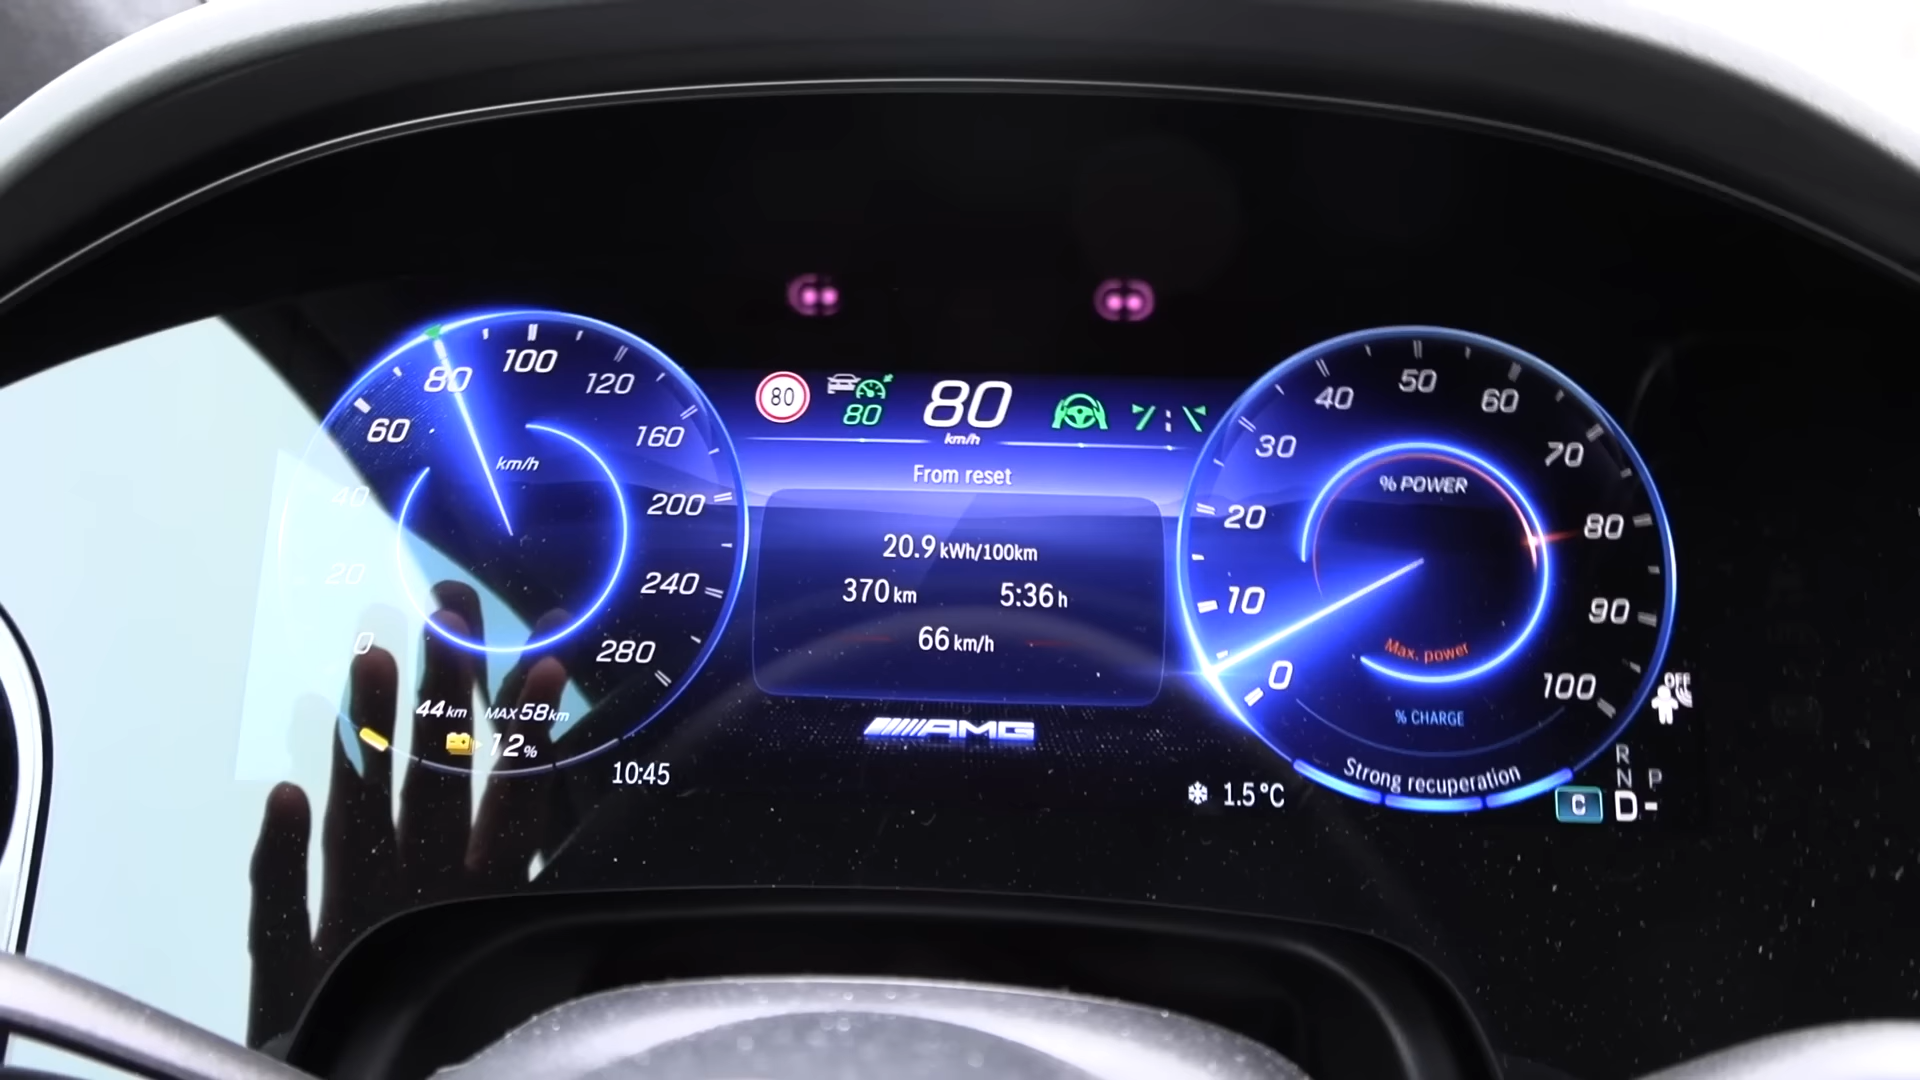 0
20
40
60
80
100
120
160
200
240
280
km/h
44 km MAX 58 km
12%
10:45
80
80
80
km/h
From reset
20.9 kWh/100km
370 km 5:36 h
66 km/h
AMG
1.5 °C
0
10
20
30
40
50
60
70
80
90
100
% POWER
Max. power
% CHARGE
Strong recuperation
OFF
R
N P
C D-